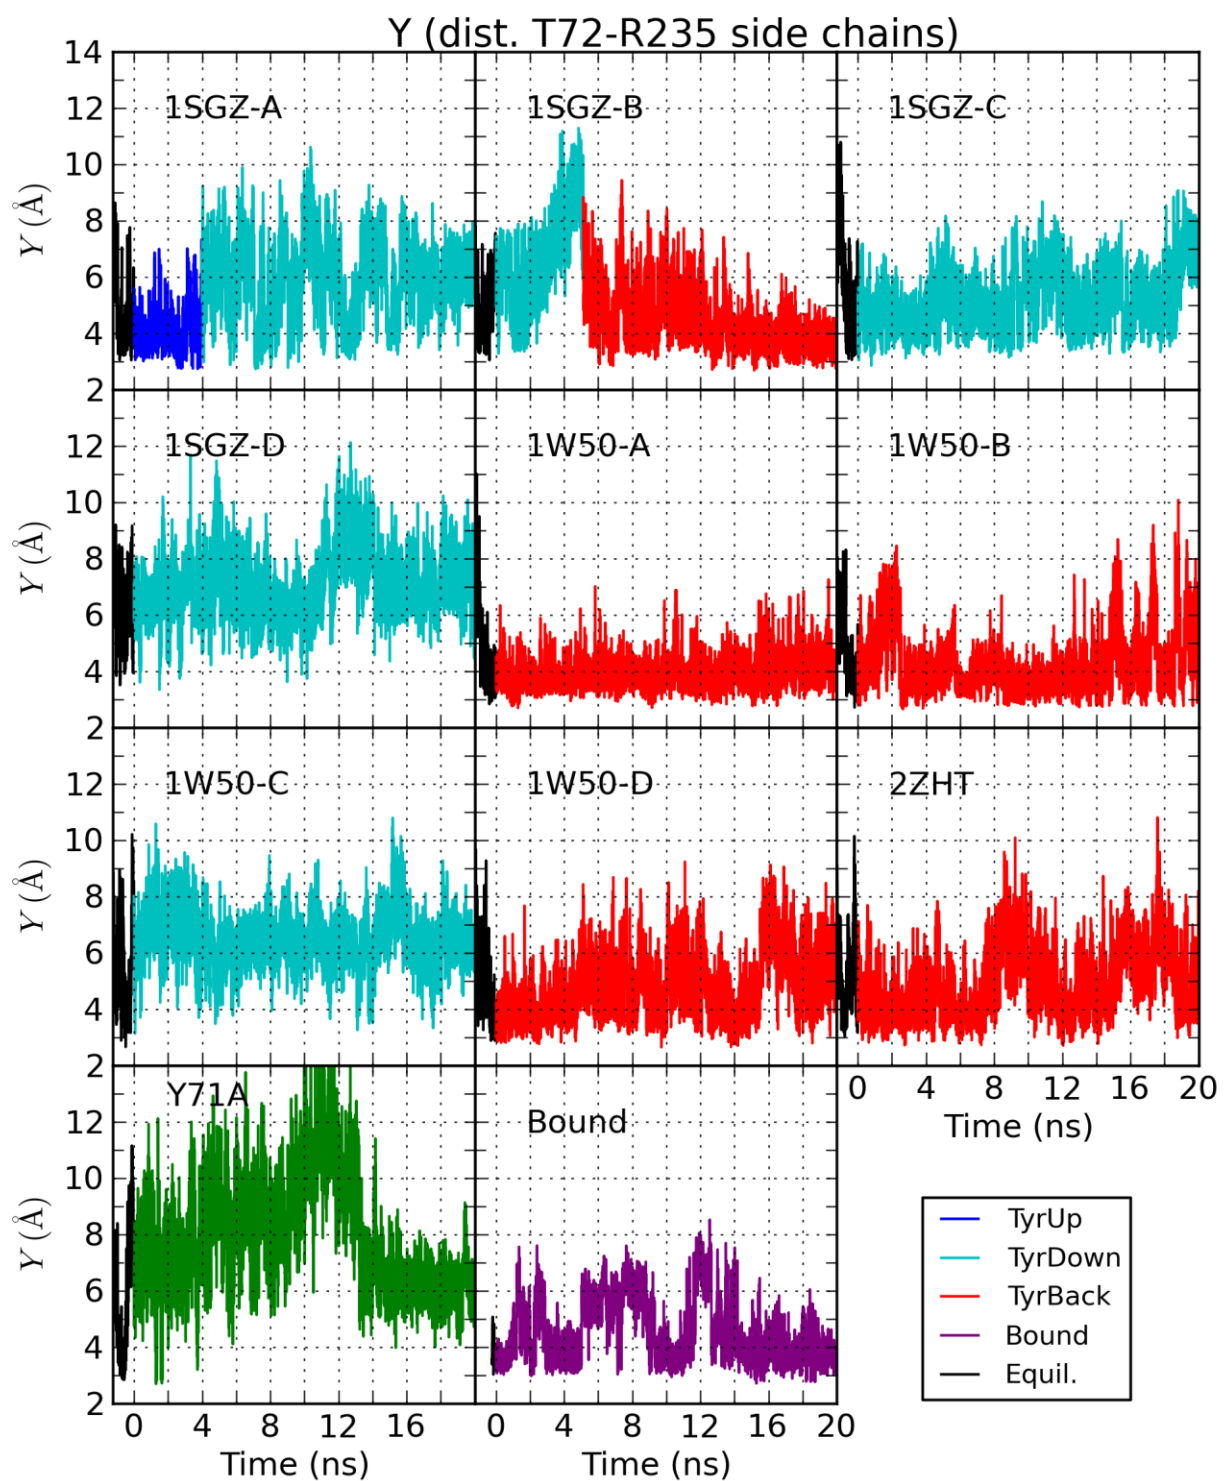 Y (dist. T72-R235 side chains)
14
12
10
8
6
4
2
Y (Å)
1SGZ-A
1SGZ-B
1SGZ-C
12
10
8
6
4
2
Y (Å)
1SGZ-D
1W50-A
1W50-B
12
10
8
6
4
2
Y (Å)
1W50-C
1W50-D
2ZHT
0 4 8 12 16 20
Time (ns)
12
10
8
6
4
2
Y (Å)
Y71A
Bound
0 4 8 12 16
Time (ns)
0 4 8 12 16 20
Time (ns)
TyrUp
TyrDown
TyrBack
Bound
Equil.